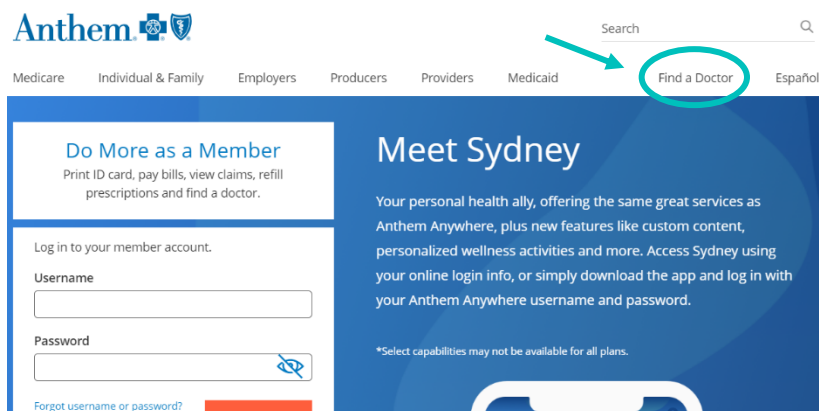 Anthem
Search
Medicare Individual & Family Employers Producers Providers Medicaid Find a Doctor Español
Do More as a Member
Print ID card, pay bills, view claims, refill
prescriptions and find a doctor.
Log in to your member account.
Username
Password
Forgot username or password?
Meet Sydney
Your personal health ally, offering the same great services as
Anthem Anywhere, plus new features like custom content,
personalized wellness activities and more. Access Sydney using
your online login info, or simply download the app and log in with
your Anthem Anywhere username and password.
*Select capabilities may not be available for all plans.